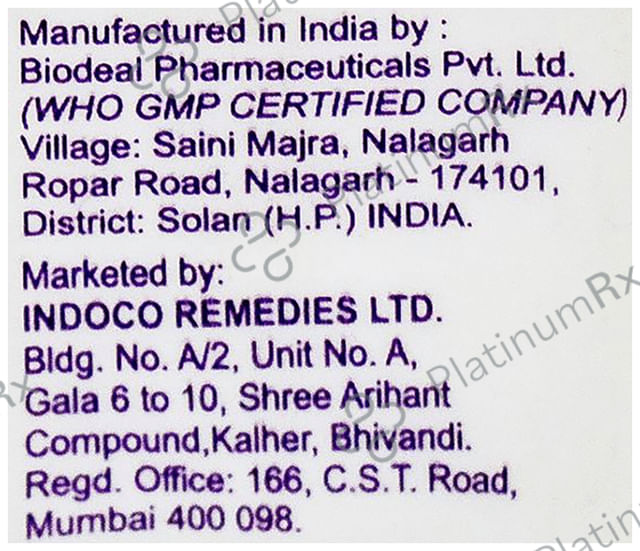 Manufactured in India by :
Biodeal Pharmaceuticals Pvt. Ltd.
(WHO GMP CERTIFIED COMPANY)
Village: Saini Majra, Nalagarh
Ropar Road, Nalagarh - 174101,
District: Solan (H.P.) INDIA.
Marketed by:
INDOCO REMEDIES LTD.
Bldg. No. A/2, Unit No. A,
Gala 6 to 10, Shree Arihant
Compound,Kalher, Bhivandi.
Regd. Office: 166, C.S.T. Road,
Mumbai 400 098.
PlatinumRx
PlatinumRx